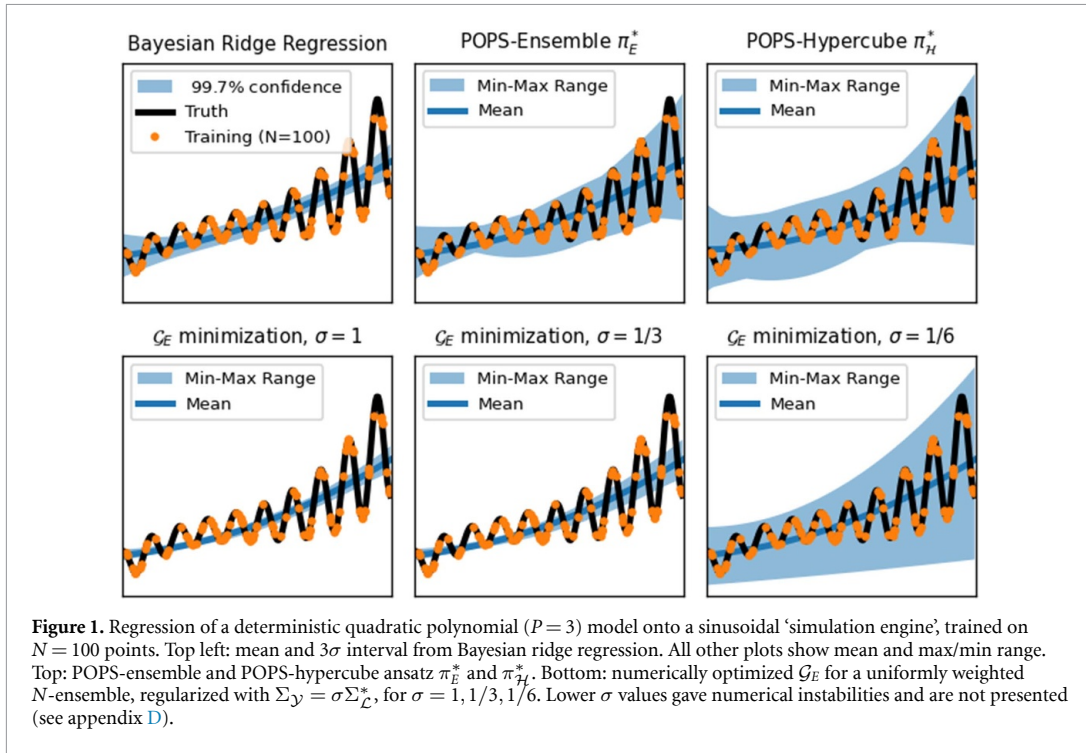 Bayesian Ridge Regression
99.7% confidence
Truth
Training (N=100)
POPS-Ensemble π*_E
Min-Max Range
Mean
POPS-Hypercube π*_ℋ
Min-Max Range
Mean
𝒢_E minimization, σ = 1
Min-Max Range
Mean
𝒢_E minimization, σ = 1/3
Min-Max Range
Mean
𝒢_E minimization, σ = 1/6
Min-Max Range
Mean
Figure 1. Regression of a deterministic quadratic polynomial (P = 3) model onto a sinusoidal ‘simulation engine’, trained on
N = 100 points. Top left: mean and 3σ interval from Bayesian ridge regression. All other plots show mean and max/min range.
Top: POPS-ensemble and POPS-hypercube ansatz π*_E and π*_ℋ. Bottom: numerically optimized 𝒢_E for a uniformly weighted
N-ensemble, regularized with Σ_𝒴 = σΣ*_ℒ, for σ = 1, 1/3, 1/6. Lower σ values gave numerical instabilities and are not presented
(see appendix D).